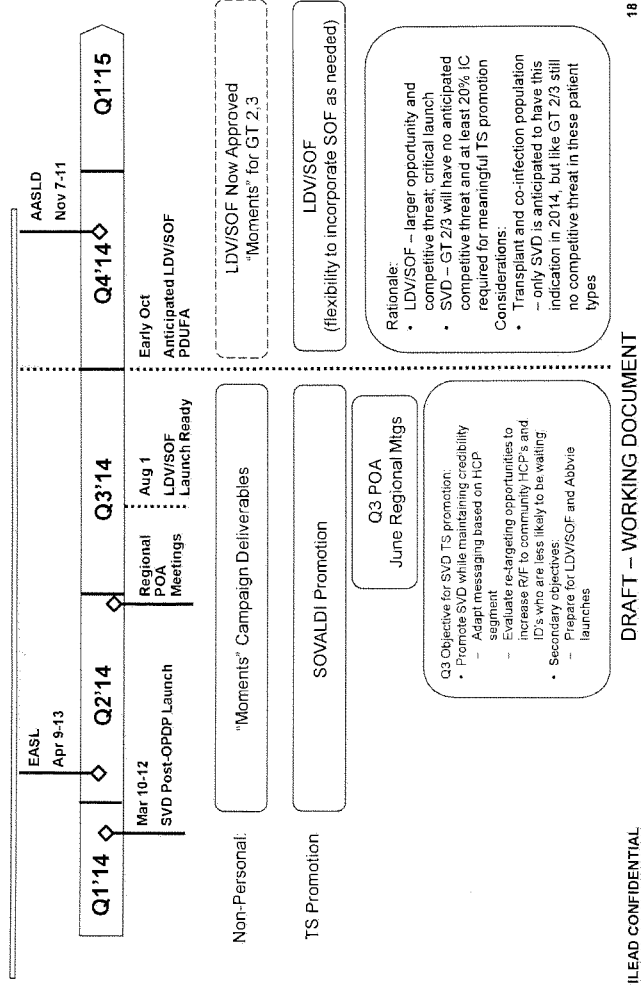 EASL
Apr 9-13
AASLD
Nov 7-11
Q1'14
Q2'14
Q3'14
Q4'14
Q1'15
Mar 10-12
SVD Post-OPDP Launch
Regional
POA
Meetings
Aug 1
LDV/SOF
Launch Ready
Early Oct
Anticipated LDV/SOF
PDUFA
Non-Personal:
"Moments" Campaign Deliverables
LDV/SOF Now Approved
"Moments" for GT 2,3
TS Promotion
SOVALDI Promotion
LDV/SOF
(flexibility to incorporate SOF as needed)
Q3 POA
June Regional Mtgs
Q3 Objective for SVD TS promotion:
• Promote SVD while maintaining credibility
– Adapt messaging based on HCP
segment
– Evaluate re-targeting opportunities to
increase R/F to community HCP's and
ID's who are less likely to be waiting
• Secondary objectives:
– Prepare for LDV/SOF and Abbvie
launches
Rationale:
• LDV/SOF – larger opportunity and
competitive threat; critical launch
• SVD – GT 2/3 will have no anticipated
competitive threat and at least 20% IC
required for meaningful TS promotion
Considerations:
• Transplant and co-infection population
– only SVD is anticipated to have this
indication in 2014, but like GT 2/3 still
no competitive threat in these patient
types
ILEAD CONFIDENTIAL
DRAFT – WORKING DOCUMENT
18